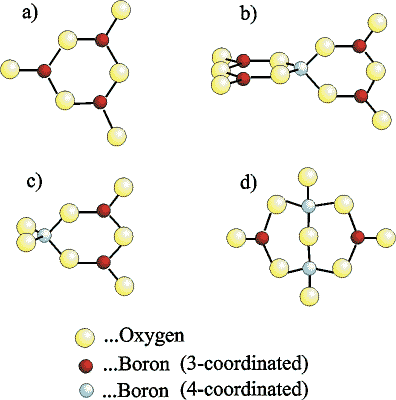 a) b)
c) d)
...Oxygen
...Boron (3-coordinated)
...Boron (4-coordinated)